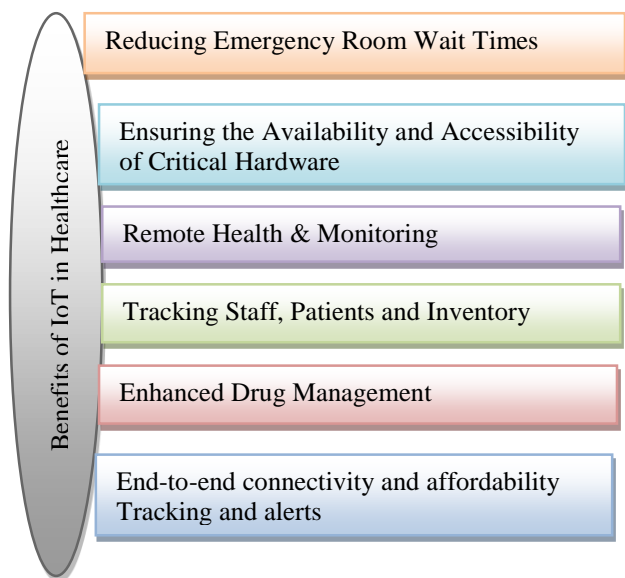 Benefits of IoT in Healthcare
Reducing Emergency Room Wait Times
Ensuring the Availability and Accessibility
of Critical Hardware
Remote Health & Monitoring
Tracking Staff, Patients and Inventory
Enhanced Drug Management
End-to-end connectivity and affordability
Tracking and alerts